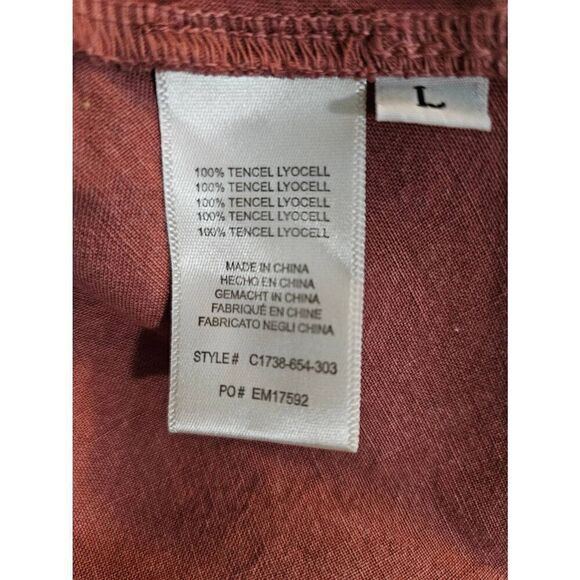 L
100% TENCEL LYOCELL
100% TENCEL LYOCELL
100% TENCEL LYOCELL
100% TENCEL LYOCELL
100% TENCEL LYOCELL
MADE IN CHINA
HECHO EN CHINA
GEMACHT IN CHINA
FABRIQUÉ EN CHINE
FABRICATO NEGLI CHINA
STYLE# C1738-654-303
PO# EM17592